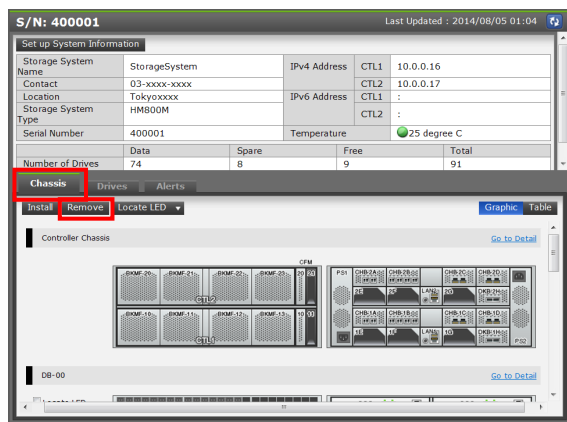 S/N: 400001 Last Updated : 2014/08/05 01:04
Set up System Information
Storage System Name StorageSystem IPv4 Address CTL1 10.0.0.16
Contact 03-xxxx-xxxx CTL2 10.0.0.17
Location Tokyoxxxx IPv6 Address CTL1 :
Storage System Type HM800M CTL2 :
Serial Number 400001 Temperature 25 degree C
Data Spare Free Total
Number of Drives 74 8 9 91
Chassis Drives Alerts
Install Remove Locate LED Graphic Table
Controller Chassis Go to Detail
CFM
BKMF-20 BKMF-21 BKMF-22 BKMF-23 20 21
CTL2
BKMF-10 BKMF-11 BKMF-12 BKMF-13 10 11
CTL1
PS1 CHB-2A CHB-2B CHB-2C CHB-2D
2E LAN2 2G DKB-2H
CHB-1A CHB-1B CHB-1C CHB-1D
1E LAN1 1G DKB-1H PS2
DB-00 Go to Detail